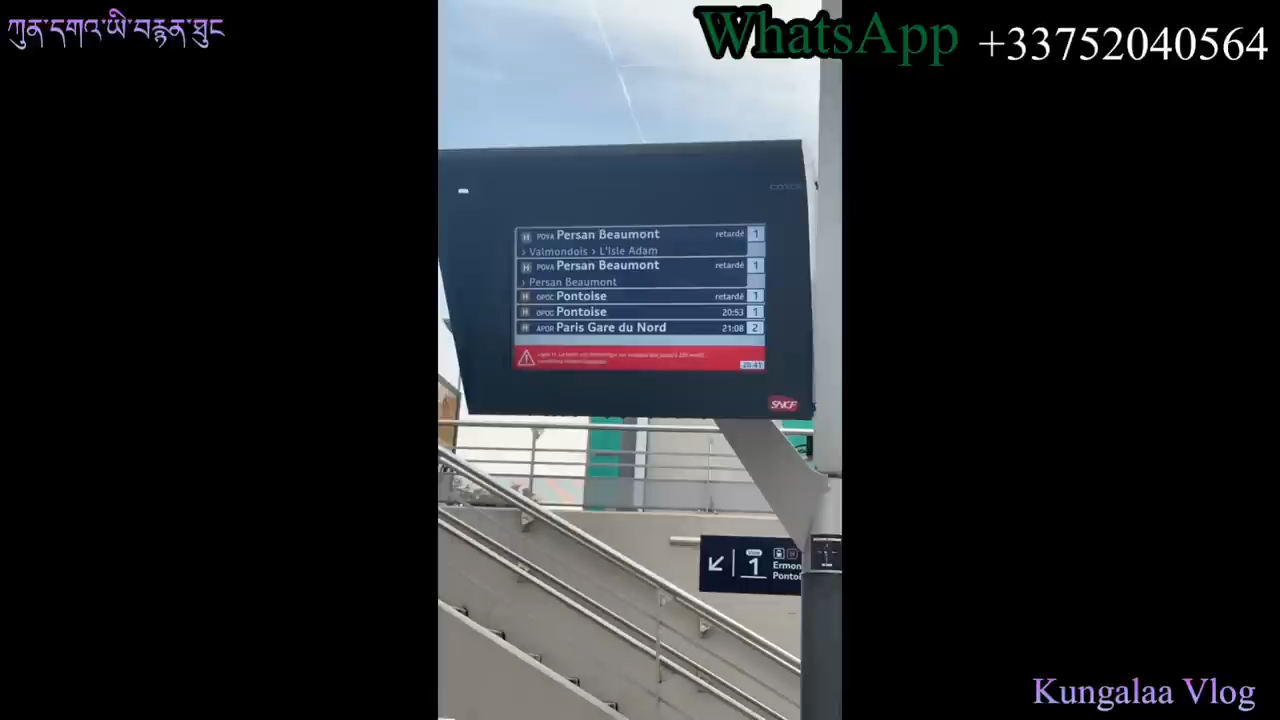 ཀུན་དགའ་ཡི་བརྟན་ཐུང
WhatsApp +33752040564
H POVA Persan Beaumont retardé 1
› Valmondois › L'Isle Adam
H POVA Persan Beaumont retardé 1
› Persan Beaumont
H OPOC Pontoise retardé 1
H OPOC Pontoise 20:53 1
H APOR Paris Gare du Nord 21:08 2
20:41
SNCF
1
Ermon
Pontoi
Kungalaa Vlog